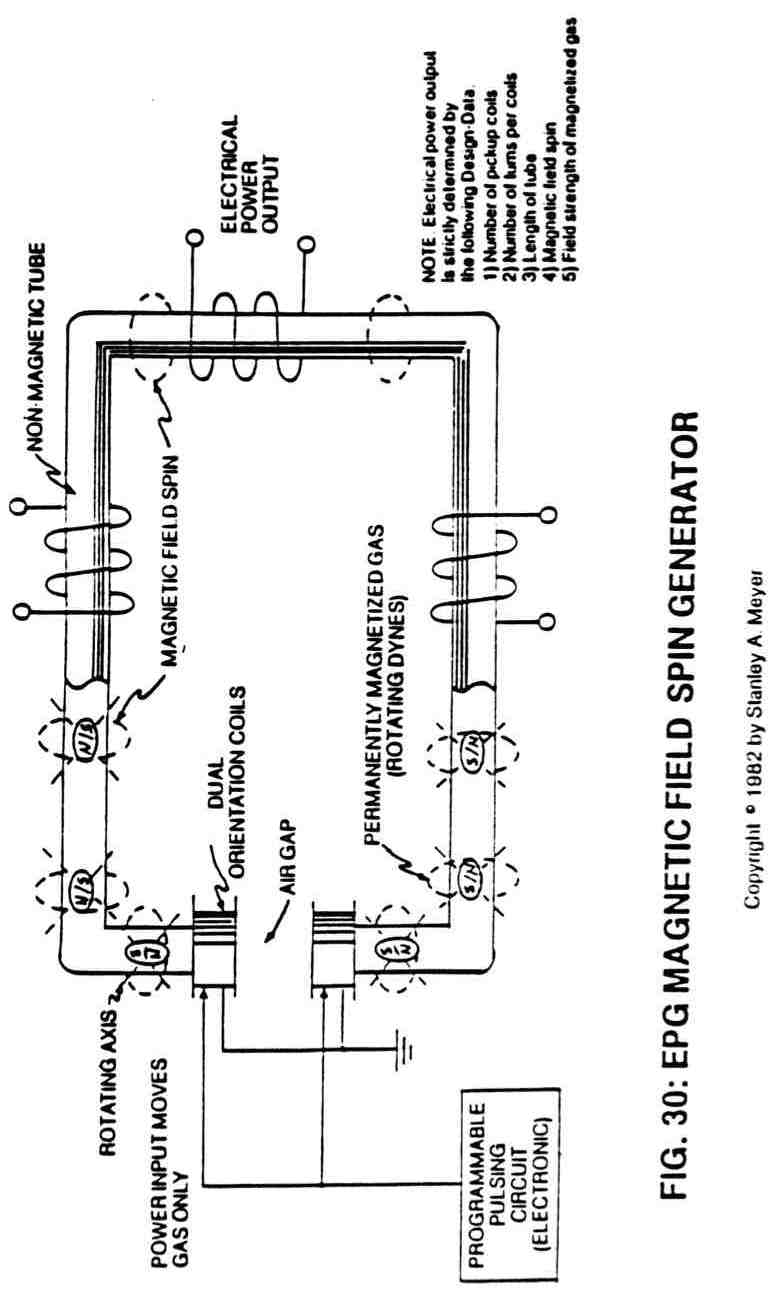 NON-MAGNETIC TUBE
ELECTRICAL
POWER
OUTPUT
MAGNETIC FIELD SPIN
NOTE Electrical power output
is strictly determined by
the following Design-Data
1) Number of pickup coils
2) Number of turns per coils
3) Length of tube
4) Magnetic field spin
5) Field strength of magnetized gas
N/S
N/S
S/N
DUAL
ORIENTATION COILS
AIR GAP
PERMANENTLY MAGNETIZED GAS
(ROTATING DYNES)
S/N
S/N
S/N
ROTATING AXIS
POWER INPUT MOVES
GAS ONLY
PROGRAMMABLE
PULSING
CIRCUIT
(ELECTRONIC)
FIG. 30: EPG MAGNETIC FIELD SPIN GENERATOR
Copyright © 1982 by Stanley A. Meyer